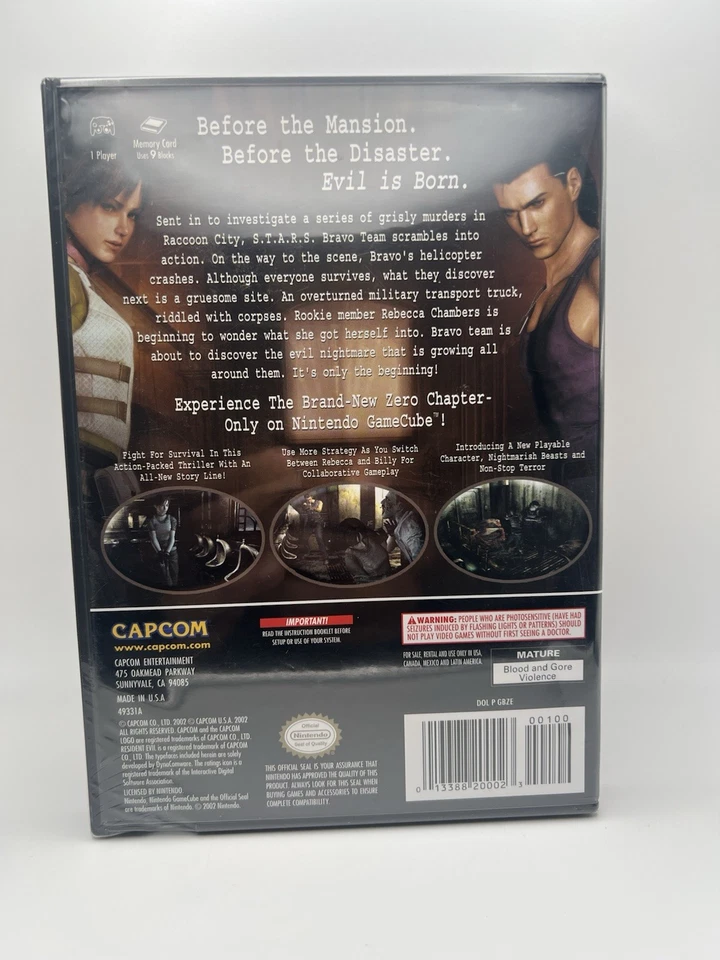 1 Player
Memory Card
Uses 9 Blocks
Before the Mansion.
Before the Disaster.
Evil is Born.
Sent in to investigate a series of grisly murders in
Raccoon City, S.T.A.R.S. Bravo Team scrambles into
action. On the way to the scene, Bravo's helicopter
crashes. Although everyone survives, what they discover
next is a gruesome site. An overturned military transport truck,
riddled with corpses. Rookie member Rebecca Chambers is
beginning to wonder what she got herself into. Bravo team is
about to discover the evil nightmare that is growing all
around them. It's only the beginning!
Experience The Brand-New Zero Chapter-
Only on Nintendo GameCube™!
Fight For Survival In This
Action-Packed Thriller With An
All-New Story Line!
Use More Strategy As You Switch
Between Rebecca and Billy For
Collaborative Gameplay
Introducing A New Playable
Character, Nightmarish Beasts and
Non-Stop Terror
CAPCOM
www.capcom.com
CAPCOM ENTERTAINMENT
475 OAKMEAD PARKWAY
SUNNYVALE, CA 94085
MADE IN U.S.A
49331A
© CAPCOM CO., LTD. 2002 © CAPCOM U.S.A. 2002
ALL RIGHTS RESERVED. CAPCOM and the CAPCOM
LOGO are registered trademarks of CAPCOM CO., LTD.
RESIDENT EVIL is a registered trademark of CAPCOM
CO., LTD. The typefaces included herein are solely
developed by DynaComware. The ratings icon is a
registered trademark of the Interactive Digital
Software Association.
LICENSED BY NINTENDO
Nintendo, Nintendo GameCube and the Official Seal
are trademarks of Nintendo. © 2002 Nintendo.
IMPORTANT!
READ THE INSTRUCTION BOOKLET BEFORE
SETUP OR USE OF YOUR SYSTEM.
Official
Nintendo
Seal of Quality
THIS OFFICIAL SEAL IS YOUR ASSURANCE THAT
NINTENDO HAS APPROVED THE QUALITY OF THIS
PRODUCT. ALWAYS LOOK FOR THIS SEAL WHEN
BUYING GAMES AND ACCESSORIES TO ENSURE
COMPLETE COMPATIBILITY.
WARNING: PEOPLE WHO ARE PHOTOSENSITIVE (HAVE HAD
SEIZURES INDUCED BY FLASHING LIGHTS OR PATTERNS) SHOULD
NOT PLAY VIDEO GAMES WITHOUT FIRST SEEING A DOCTOR.
FOR SALE, RENTAL AND USE ONLY IN USA,
CANADA, MEXICO AND LATIN AMERICA.
MATURE
Blood and Gore
Violence
DOL P GBZE
00100
0 13388 20002 3